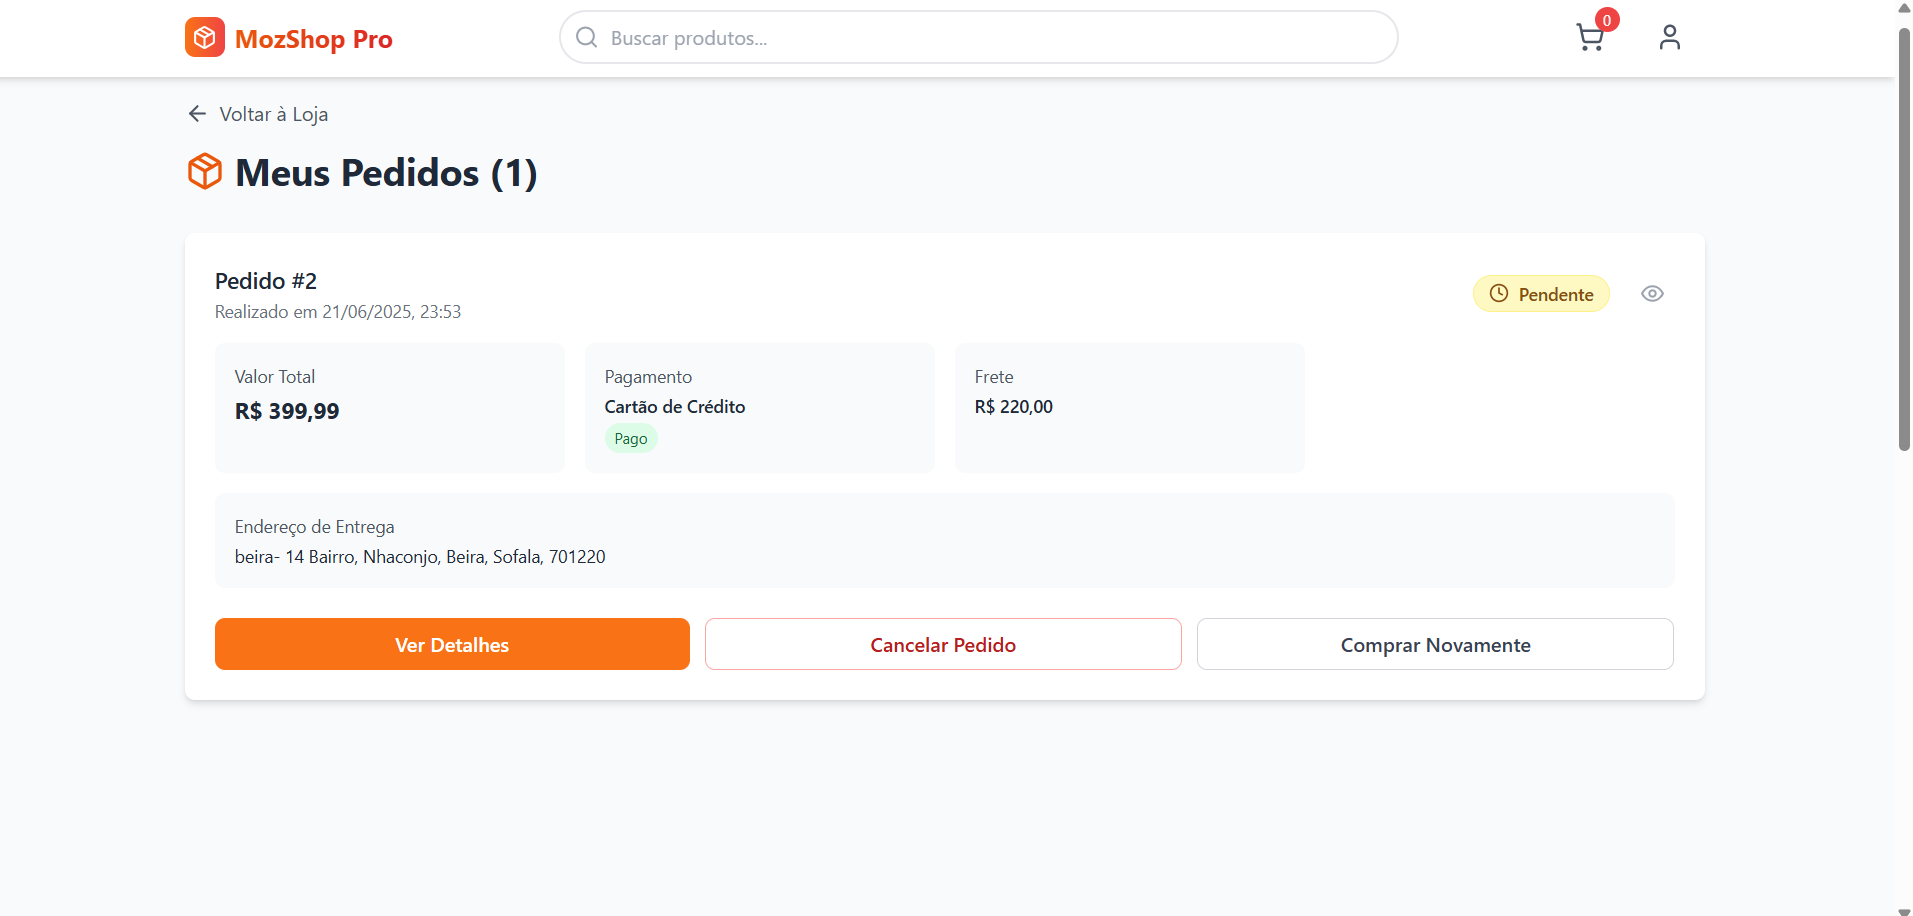 MozShop Pro
Buscar produtos...
0
Voltar à Loja
Meus Pedidos (1)
Pedido #2
Realizado em 21/06/2025, 23:53
Pendente
Valor Total
R$ 399,99
Pagamento
Cartão de Crédito
Pago
Frete
R$ 220,00
Endereço de Entrega
beira- 14 Bairro, Nhaconjo, Beira, Sofala, 701220
Ver Detalhes
Cancelar Pedido
Comprar Novamente